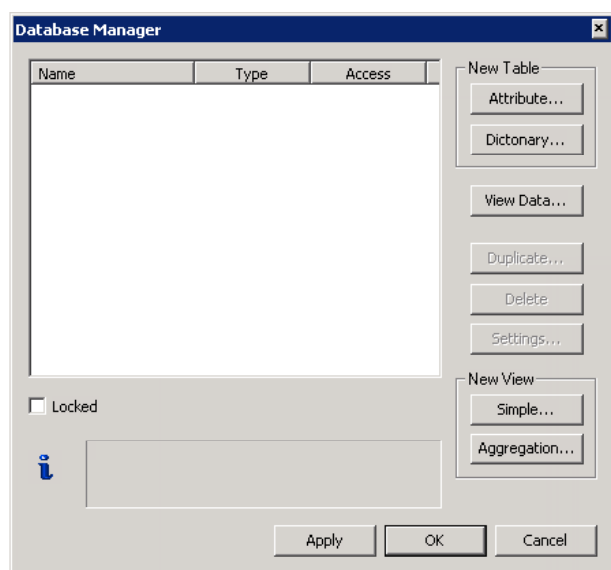 Database Manager
Name Type Access
New Table
Attribute...
Dictonary...
View Data...
Duplicate...
Delete
Settings...
New View
Simple...
Aggregation...
Locked
Apply OK Cancel